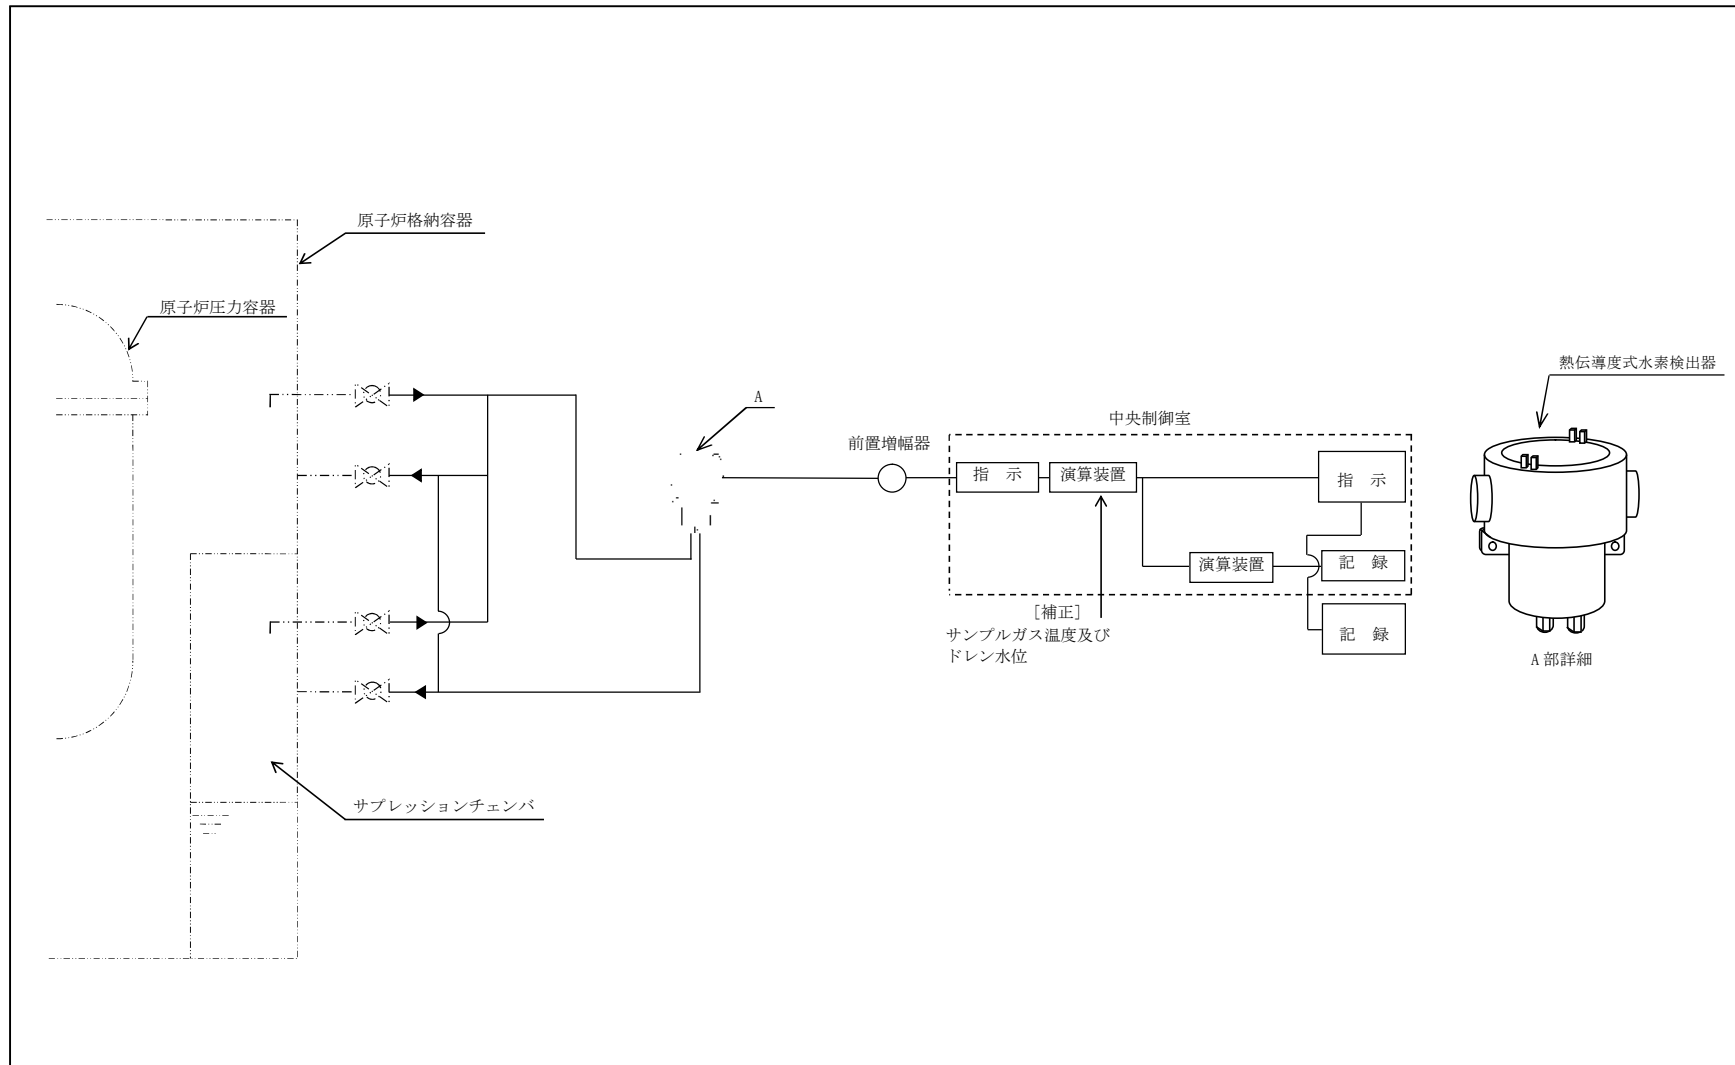 原子炉格納容器
原子炉圧力容器
熱伝導度式水素検出器
A
中央制御室
前置増幅器
指 示
演算装置
指 示
演算装置
記 録
[補正]
サンプルガス温度及び
ドレン水位
記 録
A部詳細
サプレッションチェンバ